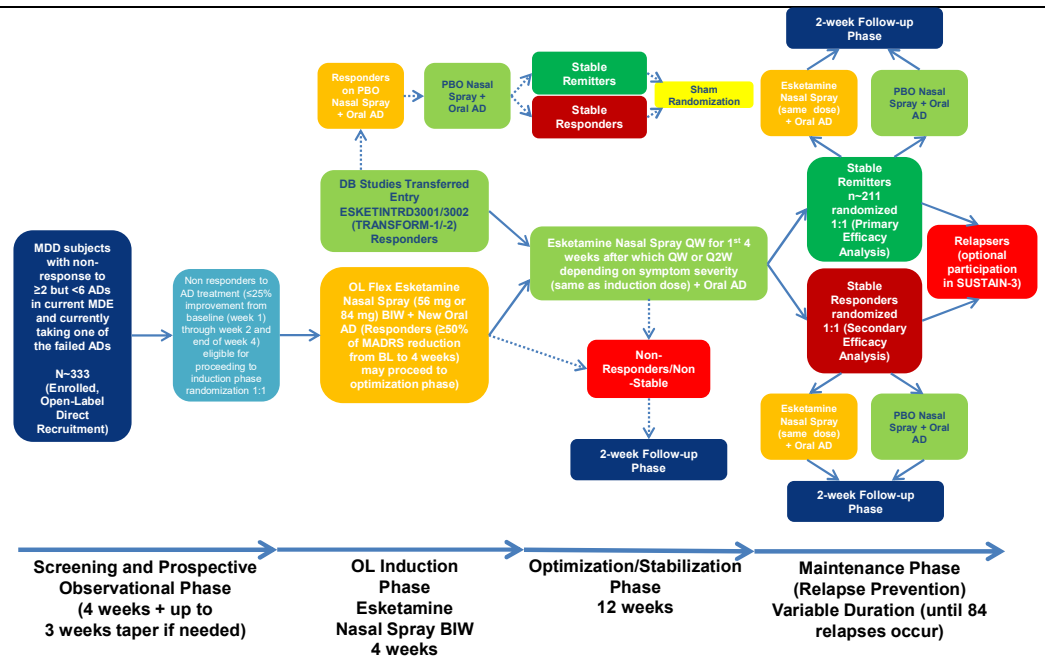 MDD subjects
with non-
response to
≥2 but <6 ADs
in current MDE
and currently
taking one of
the failed ADs
N~333
(Enrolled,
Open-Label
Direct
Recruitment)
Non responders
to AD treatment (≤25%
improvement from
baseline (week 1)
through week 2 and
end of week 4)
eligible for
proceeding to
induction phase
randomization 1:1
Responders
on PBO
Nasal Spray
+ Oral AD
PBO Nasal
Spray +
Oral AD
Stable
Remitters
Stable
Responders
Sham
Randomization
DB Studies Transferred
Entry
ESKETINTRD3001/3002
(TRANSFORM-1/-2)
Responders
OL Flex Esketamine
Nasal Spray (56 mg or
84 mg) BIW + New Oral
AD (Responders (≥50%
of MADRS reduction
from BL to 4 weeks)
may proceed to
optimization phase)
Esketamine Nasal Spray QW for 1st 4
weeks after which QW or Q2W
depending on symptom severity
(same as induction dose) + Oral AD
Non-
Responders/Non
-Stable
2-week Follow-up
Phase
2-week Follow-up
Phase
Esketamine
Nasal Spray
(same dose)
+ Oral AD
PBO Nasal
Spray + Oral
AD
Stable
Remitters
n~211
randomized
1:1 (Primary
Efficacy
Analysis)
Relapsers
(optional
participation
in SUSTAIN-3)
Stable
Responders
randomized
1:1 (Secondary
Efficacy
Analysis)
Esketamine
Nasal Spray
(same dose)
+ Oral AD
PBO Nasal
Spray + Oral
AD
2-week Follow-up
Phase
Screening and Prospective
Observational Phase
(4 weeks + up to
3 weeks taper if needed)
OL Induction
Phase
Esketamine
Nasal Spray BIW
4 weeks
Optimization/Stabilization
Phase
12 weeks
Maintenance Phase
(Relapse Prevention)
Variable Duration (until 84
relapses occur)